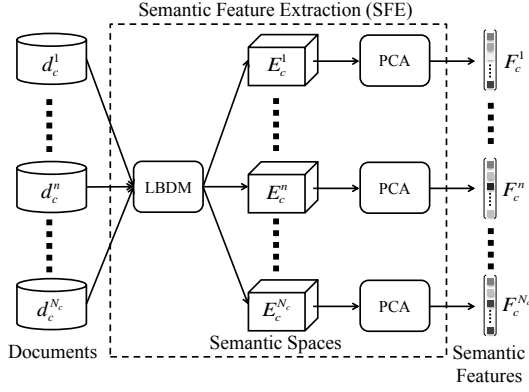 Semantic Feature Extraction (SFE)
d_c^1 E_c^1 PCA F_c^1
d_c^n LBDM E_c^n PCA F_c^n
d_c^{N_c} E_c^{N_c} PCA F_c^{N_c}
Documents Semantic Spaces Semantic
Features